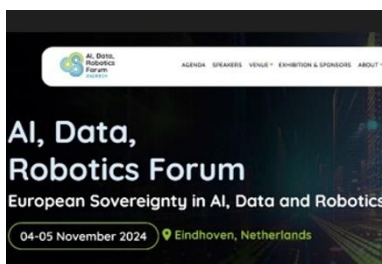 AI, Data,
Robotics
Forum
AGENDA SPEAKERS VENUE EXHIBITION & SPONSORS ABOUT
AI, Data,
Robotics Forum
European Sovereignty in AI, Data and Robotics
04-05 November 2024 Eindhoven, Netherlands